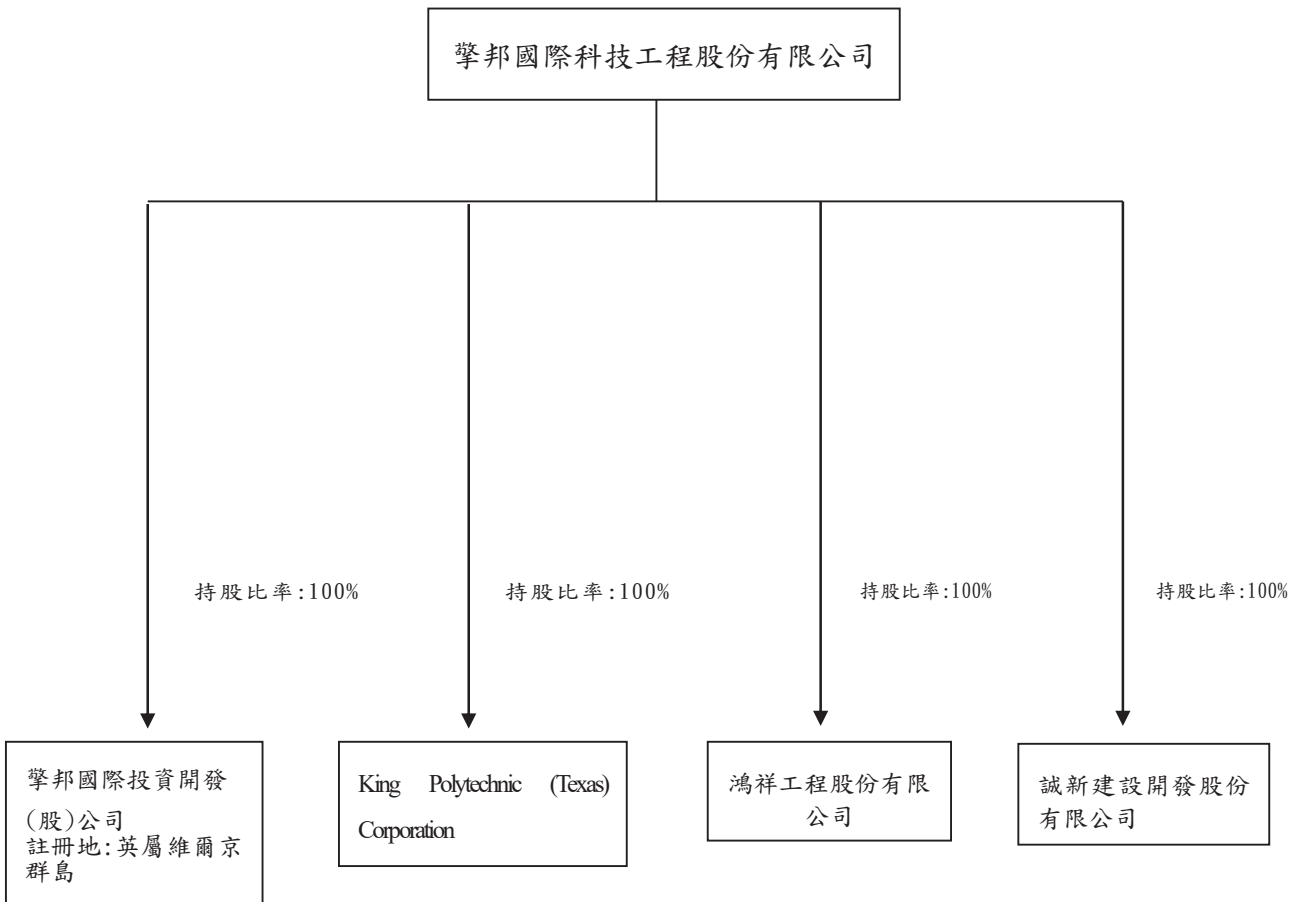 擎邦國際科技工程股份有限公司
持股比率:100%
持股比率:100%
持股比率:100%
持股比率:100%
擎邦國際投資開發
(股)公司
註冊地:英屬維爾京
群島
King Polytechnic (Texas)
Corporation
鴻祥工程股份有限
公司
誠新建設開發股份
有限公司